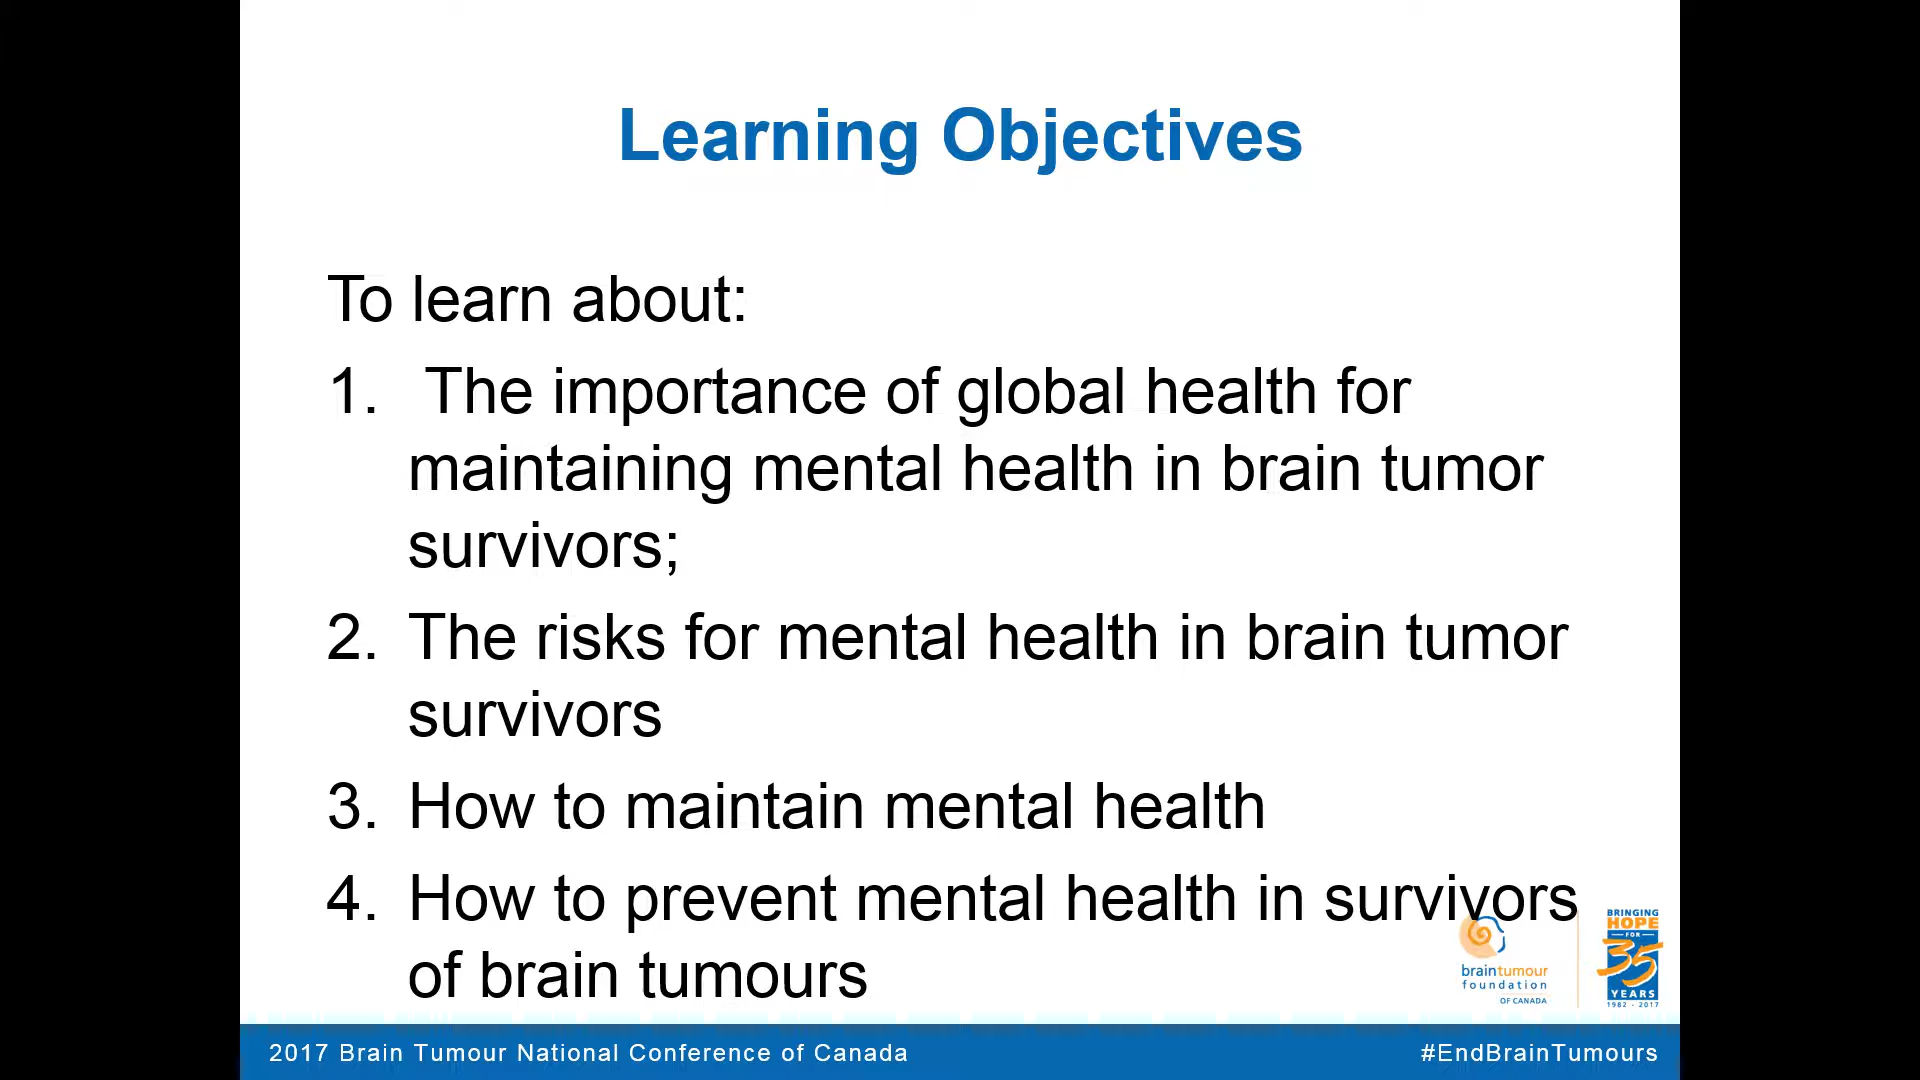 Learning Objectives
To learn about:
1. The importance of global health for
maintaining mental health in brain tumor
survivors;
2. The risks for mental health in brain tumor
survivors
3. How to maintain mental health
4. How to prevent mental health in survivors
of brain tumours
braintumour
foundation
OF CANADA
BRINGING
HOPE
FOR
35
YEARS
1982 - 2017
2017 Brain Tumour National Conference of Canada
#EndBrainTumours